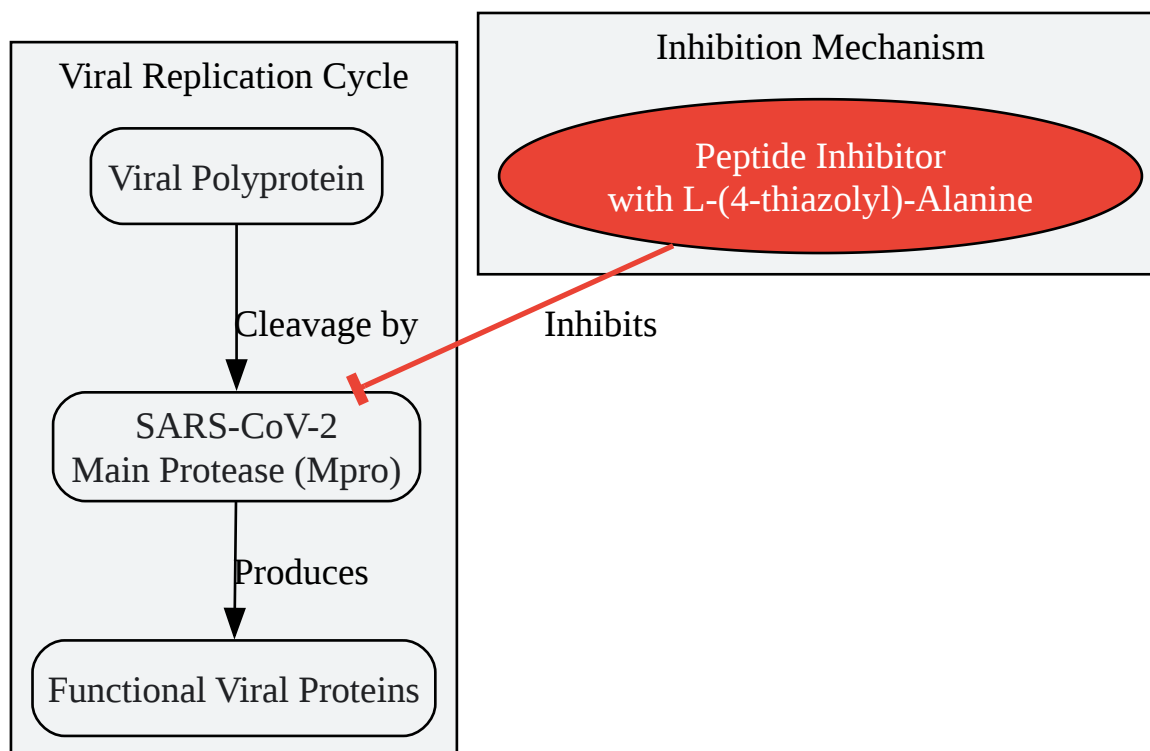 Viral Replication Cycle
Viral Polyprotein
Cleavage by
SARS-CoV-2
Main Protease (Mpro)
Produces
Functional Viral Proteins
Inhibition Mechanism
Peptide Inhibitor
with L-(4-thiazolyl)-Alanine
Inhibits